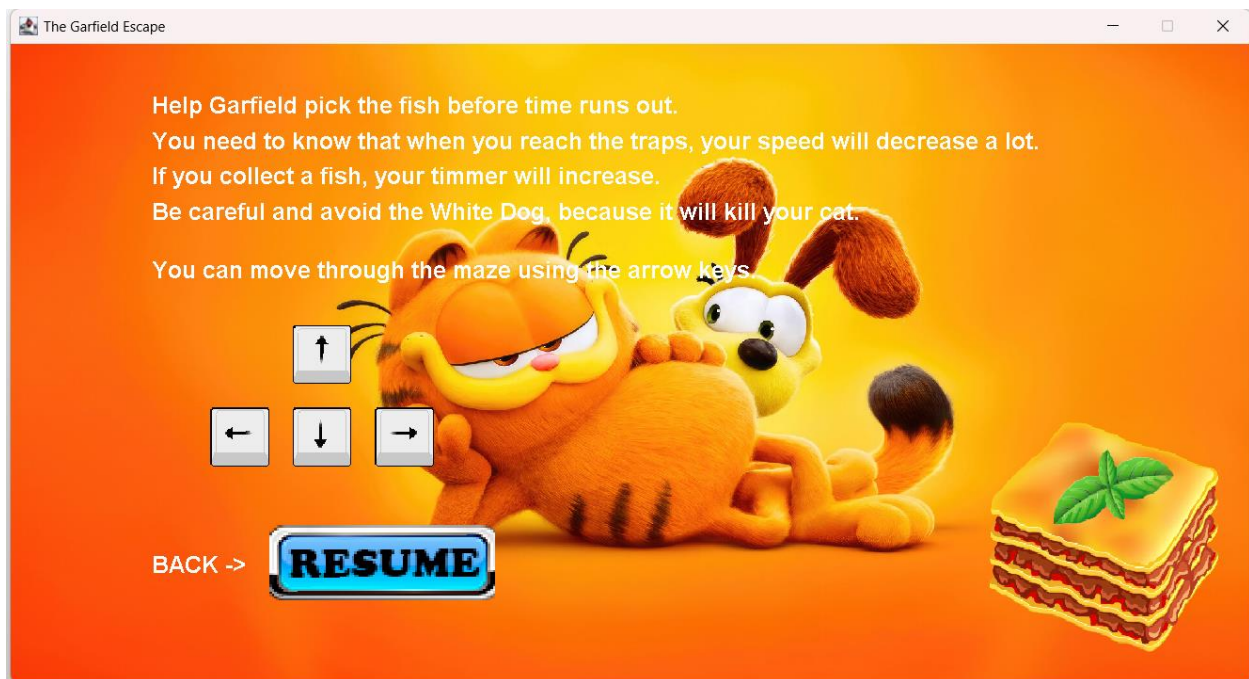 The Garfield Escape
Help Garfield pick the fish before time runs out.
You need to know that when you reach the traps, your speed will decrease a lot.
If you collect a fish, your timmer will increase.
Be careful and avoid the White Dog, because it will kill your cat.
You can move through the maze using the arrow keys.
↑
← ↓ →
BACK -> RESUME